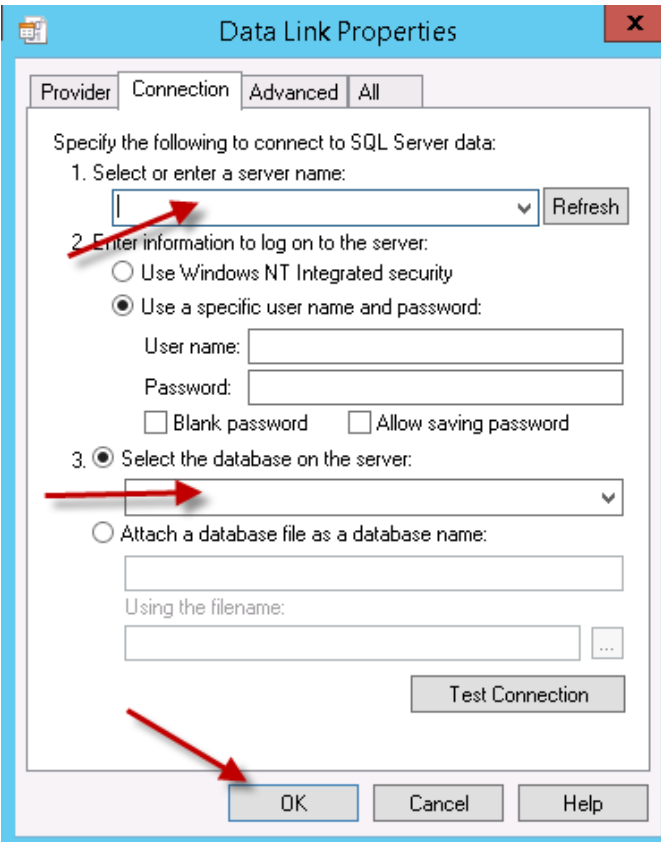 Data Link Properties
x
Provider Connection Advanced All
Specify the following to connect to SQL Server data:
1. Select or enter a server name:
Refresh
2. Enter information to log on to the server:
Use Windows NT Integrated security
Use a specific user name and password:
User name:
Password:
Blank password Allow saving password
3. Select the database on the server:
Attach a database file as a database name:
Using the filename:
...
Test Connection
OK Cancel Help